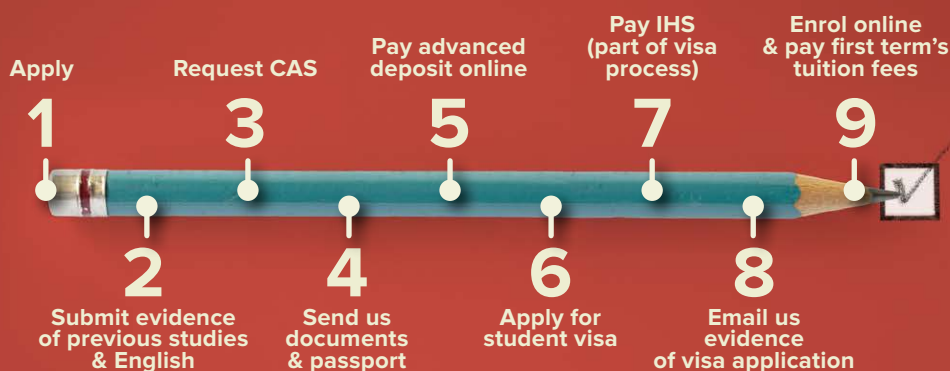 Apply
1
Submit evidence
of previous studies
& English
2
Request CAS
3
Send us
documents
& passport
4
Pay advanced
deposit online
5
Apply for
student visa
6
Pay IHS
(part of visa
process)
7
Email us
evidence
of visa application
8
Enrol online
& pay first term’s
tuition fees
9